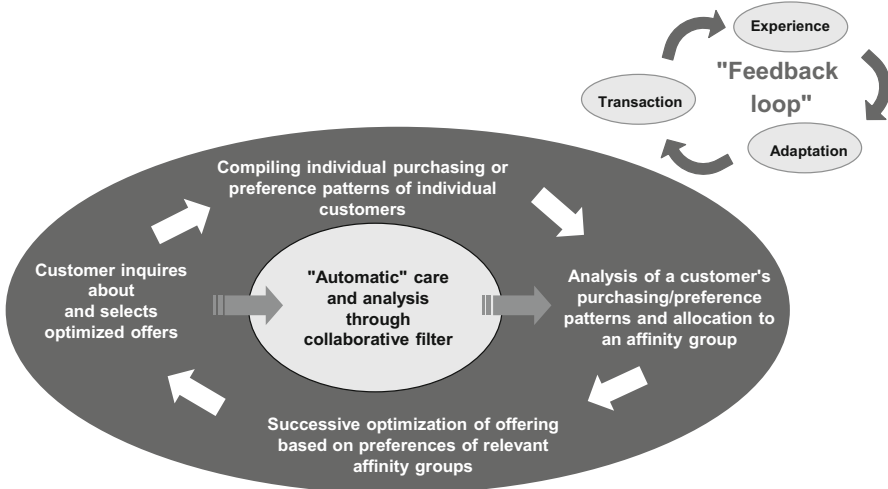 Experience
"Feedback
loop"
Transaction
Adaptation
Compiling individual purchasing or
preference patterns of individual
customers
Customer inquires
about
and selects
optimized offers
"Automatic" care
and analysis
through
collaborative filter
Analysis of a customer's
purchasing/preference
patterns and allocation to
an affinity group
Successive optimization of offering
based on preferences of relevant
affinity groups